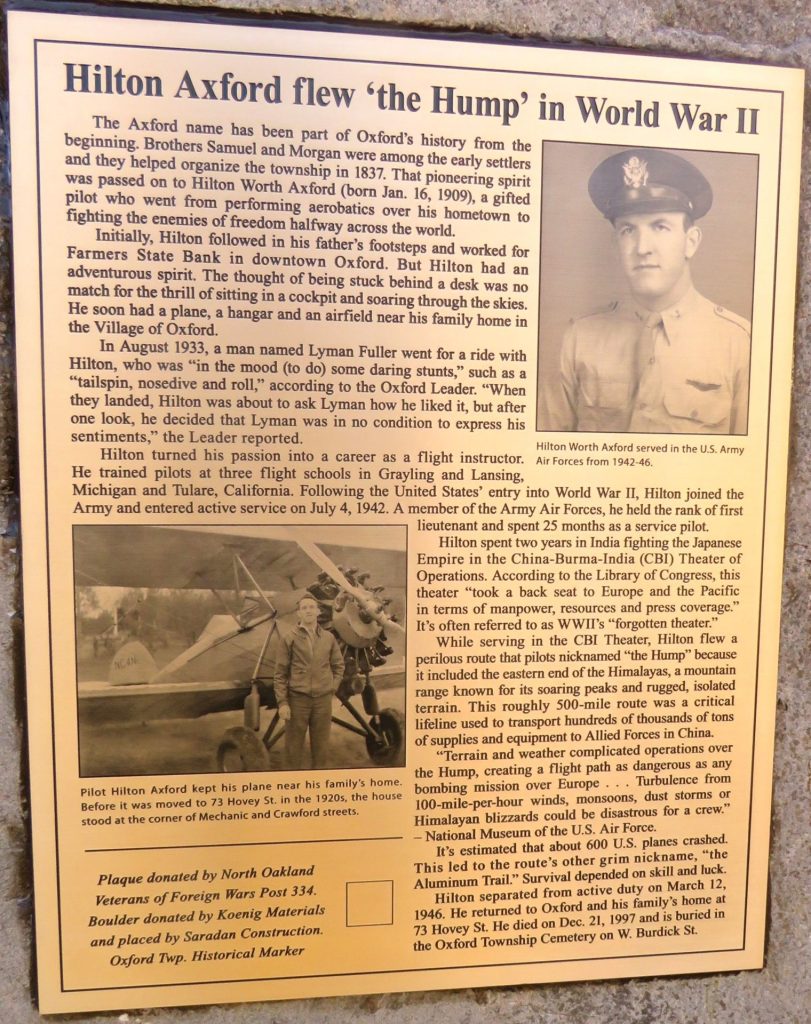 Hilton Axford flew ‘the Hump’ in World War II
The Axford name has been part of Oxford's history from the
beginning. Brothers Samuel and Morgan were among the early settlers
and they helped organize the township in 1837. That pioneering spirit
was passed on to Hilton Worth Axford (born Jan. 16, 1909), a gifted
pilot who went from performing aerobatics over his hometown to
fighting the enemies of freedom halfway across the world.
Initially, Hilton followed in his father's footsteps and worked for
Farmers State Bank in downtown Oxford. But Hilton had an
adventurous spirit. The thought of being stuck behind a desk was no
match for the thrill of sitting in a cockpit and soaring through the skies.
He soon had a plane, a hangar and an airfield near his family home in
the Village of Oxford.
In August 1933, a man named Lyman Fuller went for a ride with
Hilton, who was “in the mood (to do) some daring stunts,” such as a
“tailspin, nosedive and roll,” according to the Oxford Leader. “When
they landed, Hilton was about to ask Lyman how he liked it, but after
one look, he decided that Lyman was in no condition to express his
sentiments,” the Leader reported.
Hilton turned his passion into a career as a flight instructor.
He trained pilots at three flight schools in Grayling and Lansing,
Michigan and Tulare, California. Following the United States' entry into World War II, Hilton joined the
Army and entered active service on July 4, 1942. A member of the Army Air Forces, he held the rank of first
lieutenant and spent 25 months as a service pilot.
Hilton Worth Axford served in the U.S. Army
Air Forces from 1942-46.
Hilton spent two years in India fighting the Japanese
Empire in the China-Burma-India (CBI) Theater of
Operations. According to the Library of Congress, this
theater “took a back seat to Europe and the Pacific
in terms of manpower, resources and press coverage.”
It's often referred to as WWII's “forgotten theater.”
While serving in the CBI Theater, Hilton flew a
perilous route that pilots nicknamed “the Hump” because
it included the eastern end of the Himalayas, a mountain
range known for its soaring peaks and rugged, isolated
terrain. This roughly 500-mile route was a critical
lifeline used to transport hundreds of thousands of tons
of supplies and equipment to Allied Forces in China.
“Terrain and weather complicated operations over
the Hump, creating a flight path as dangerous as any
bombing mission over Europe . . . Turbulence from
100-mile-per-hour winds, monsoons, dust storms or
Himalayan blizzards could be disastrous for a crew.”
– National Museum of the U.S. Air Force.
It's estimated that about 600 U.S. planes crashed.
This led to the route's other grim nickname, “the
Aluminum Trail.” Survival depended on skill and luck.
Hilton separated from active duty on March 12,
1946. He returned to Oxford and his family's home at
73 Hovey St. He died on Dec. 21, 1997 and is buried in
the Oxford Township Cemetery on W. Burdick St.
Pilot Hilton Axford kept his plane near his family's home.
Before it was moved to 73 Hovey St. in the 1920s, the house
stood at the corner of Mechanic and Crawford streets.
Plaque donated by North Oakland
Veterans of Foreign Wars Post 334.
Boulder donated by Koenig Materials
and placed by Saradan Construction.
Oxford Twp. Historical Marker